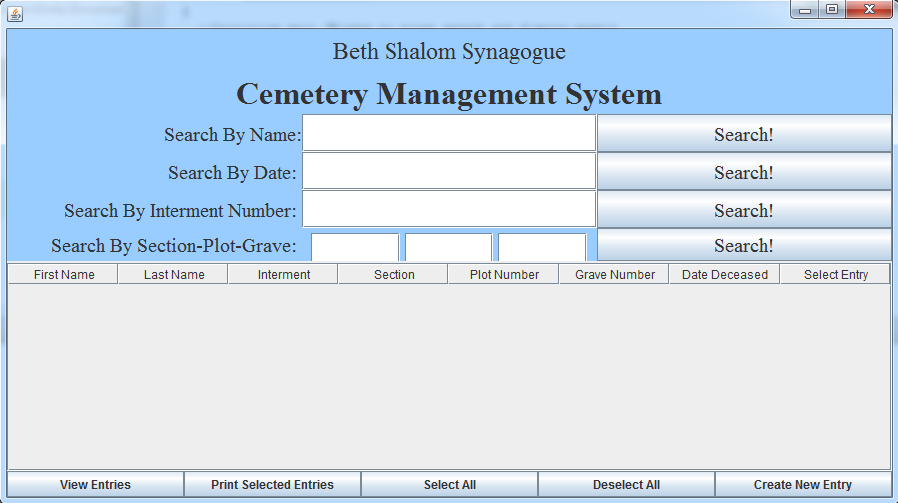 Beth Shalom Synagogue
Cemetery Management System
Search By Name: Search!
Search By Date: Search!
Search By Interment Number: Search!
Search By Section-Plot-Grave: Search!
First Name Last Name Interment Section Plot Number Grave Number Date Deceased Select Entry
View Entries Print Selected Entries Select All Deselect All Create New Entry